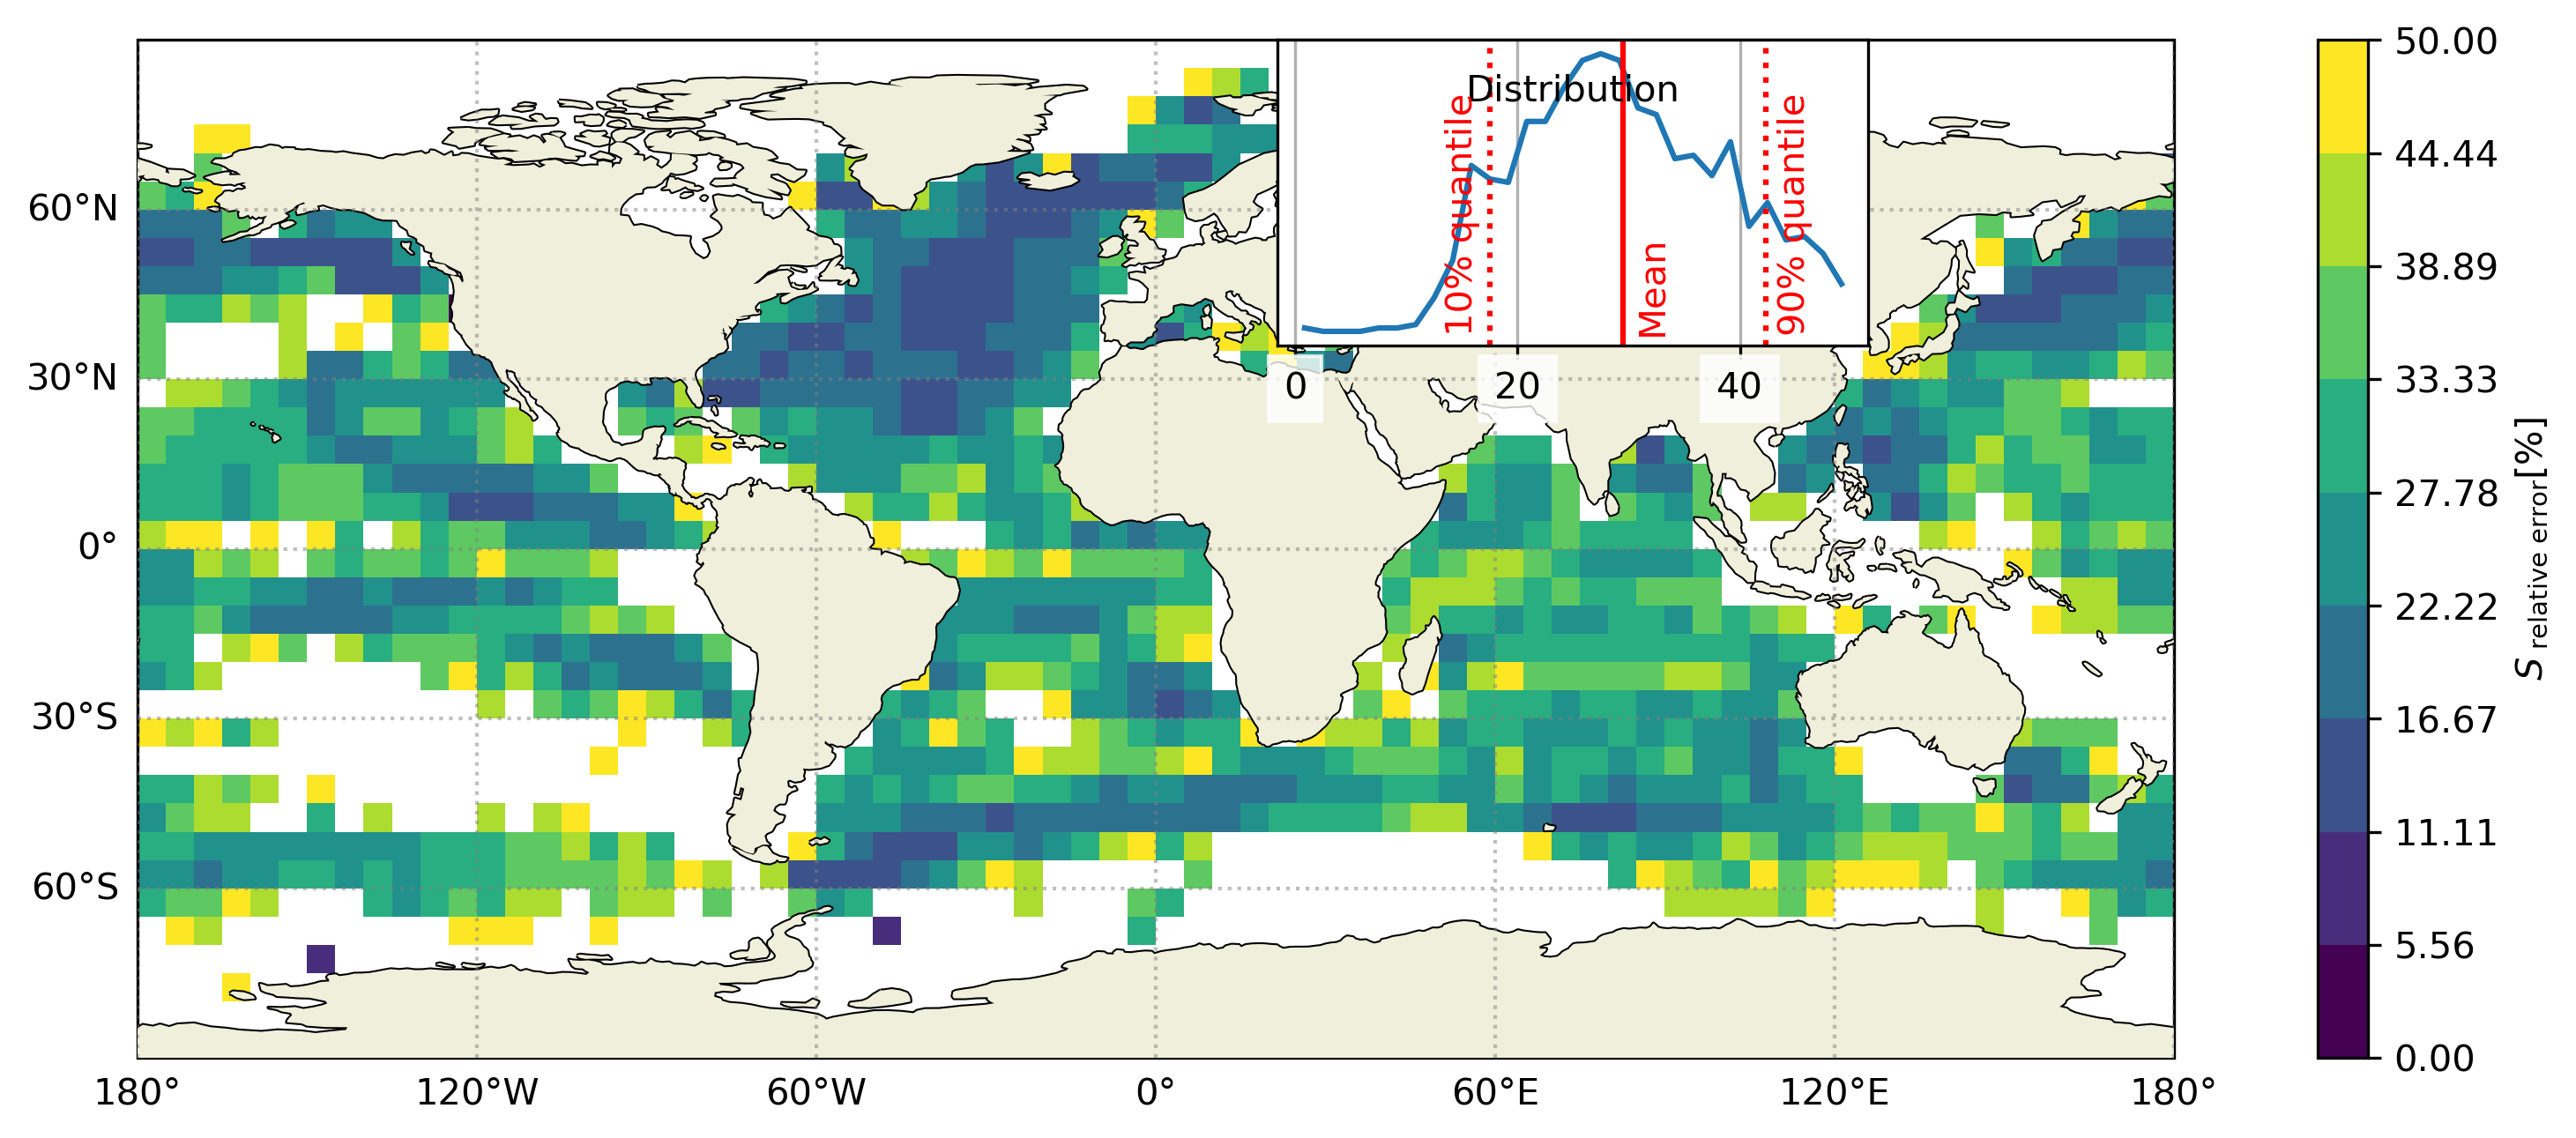 60°N
30°N
0°
30°S
60°S
180°
120°W
60°W
0°
60°E
120°E
180°
Distribution
10% quantile
Mean
90% quantile
0
20
40
50.00
44.44
38.89
33.33
27.78
22.22
16.67
11.11
5.56
0.00
S relative error [%]